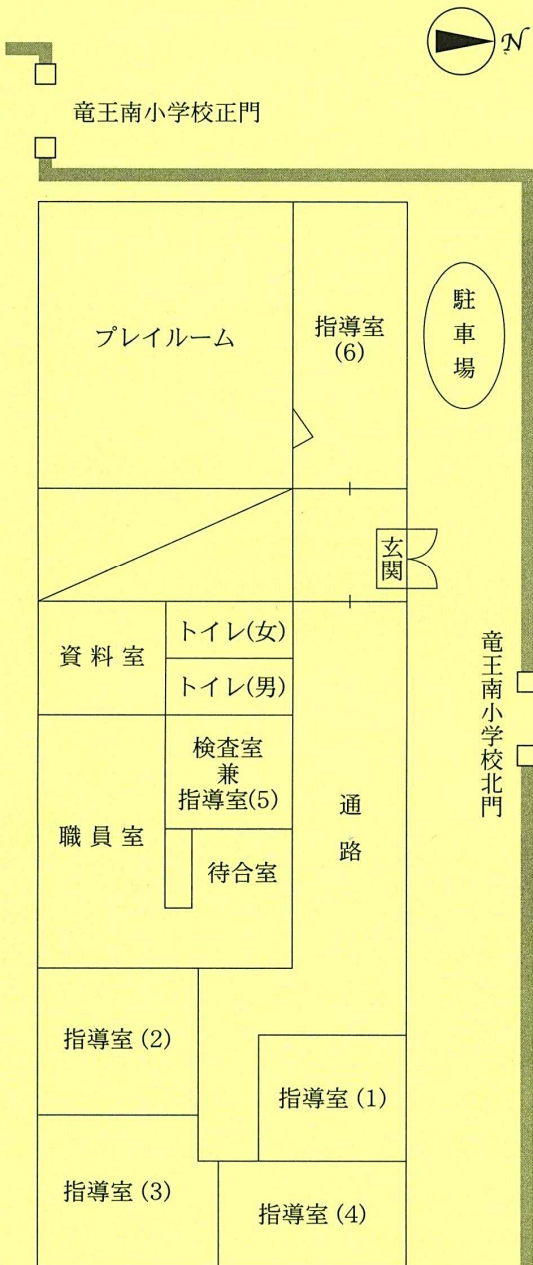 N
竜王南小学校正門
プレイルーム
指導室
(6)
駐車場
玄関
資料室
トイレ(女)
トイレ(男)
検査室
兼
指導室(5)
職員室
待合室
通路
竜王南小学校北門
指導室(2)
指導室(1)
指導室(3)
指導室(4)